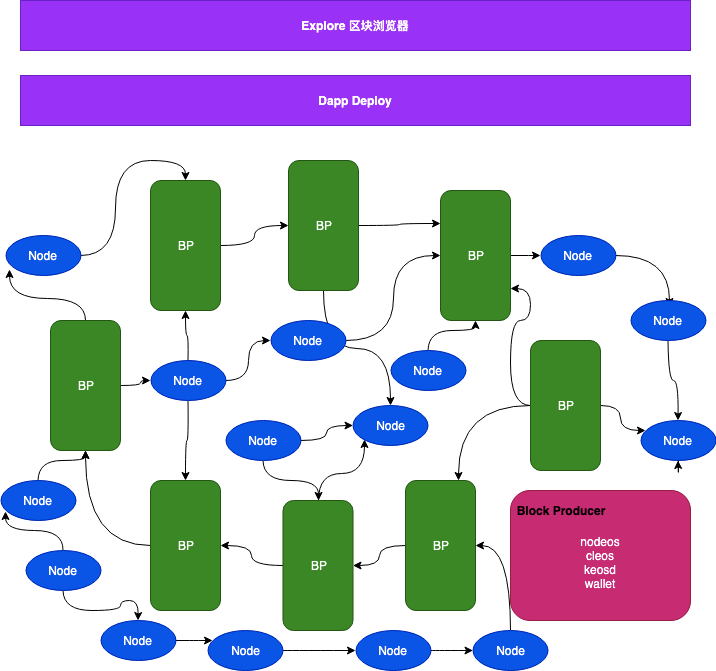 Explore 区块浏览器
Dapp Deploy
BP
BP
BP
Node
Node
Node
Node
BP
Node
Node
BP
Node
Node
Node
Node
BP
BP
BP
Node
Block Producer
nodeos
cleos
keosd
wallet
Node
Node
Node
Node
Node